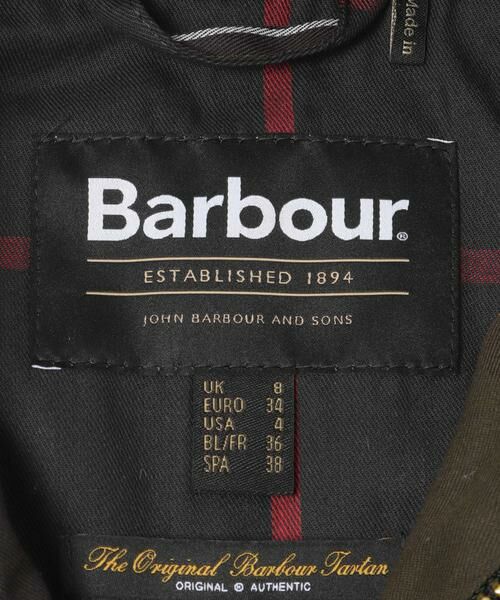 Made in
Barbour®
ESTABLISHED 1894
JOHN BARBOUR AND SONS
UK 8
EURO 34
USA 4
BL/FR 36
SPA 38
The Original Barbour Tartan
ORIGINAL ® AUTHENTIC